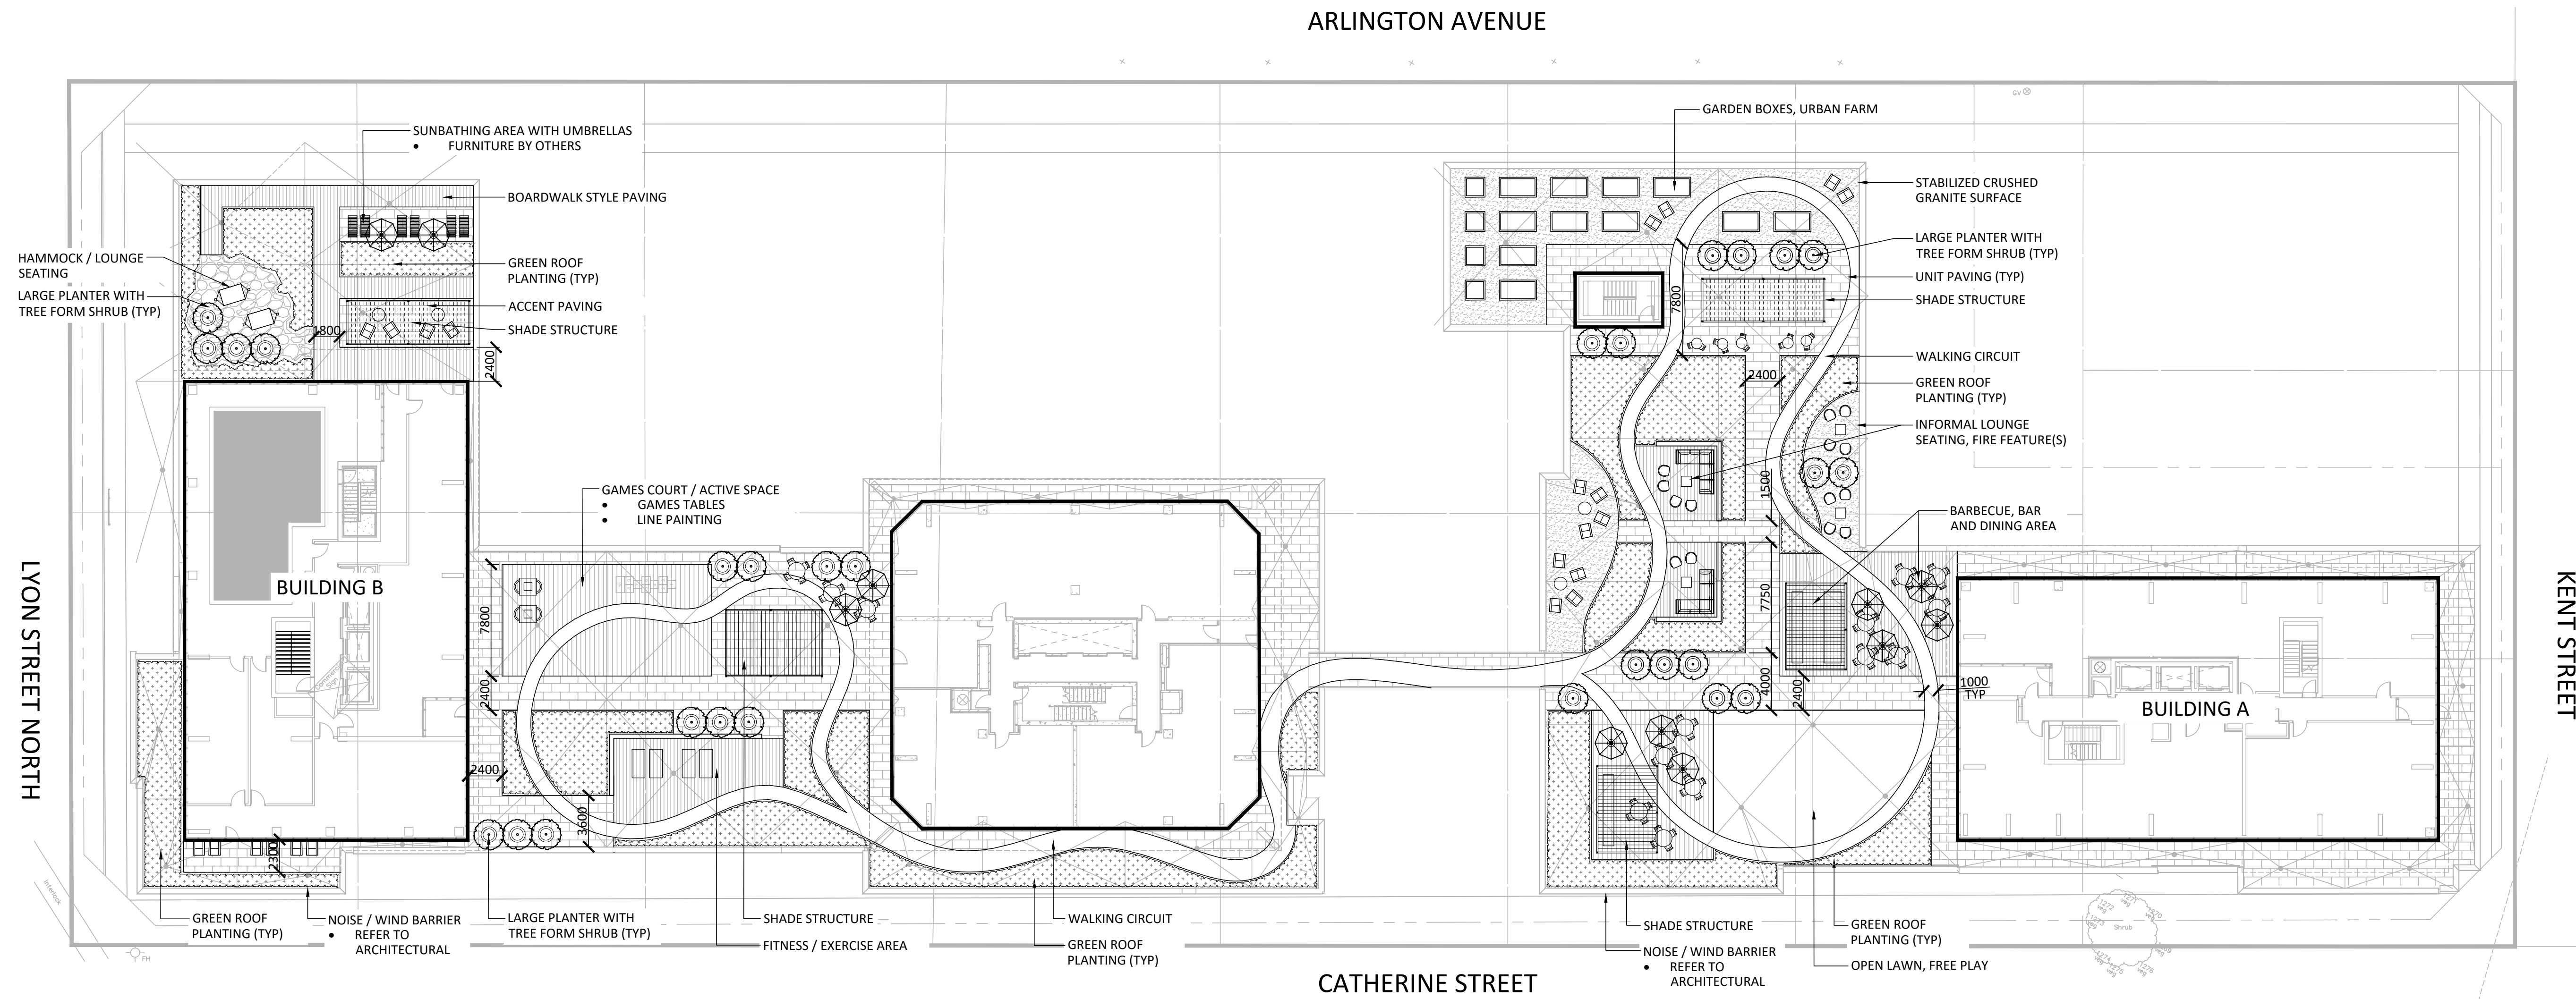 ARLINGTON AVENUE
GV
SUNBATHING AREA WITH UMBRELLAS
• FURNITURE BY OTHERS
BOARDWALK STYLE PAVING
HAMMOCK / LOUNGE
SEATING
LARGE PLANTER WITH
TREE FORM SHRUB (TYP)
GREEN ROOF
PLANTING (TYP)
ACCENT PAVING
SHADE STRUCTURE
1800
2400
GARDEN BOXES, URBAN FARM
STABILIZED CRUSHED
GRANITE SURFACE
LARGE PLANTER WITH
TREE FORM SHRUB (TYP)
UNIT PAVING (TYP)
SHADE STRUCTURE
7800
WALKING CIRCUIT
2400
GREEN ROOF
PLANTING (TYP)
INFORMAL LOUNGE
SEATING, FIRE FEATURE(S)
1500
BARBECUE, BAR
AND DINING AREA
7750
4000
2400
1000
TYP
GAMES COURT / ACTIVE SPACE
• GAMES TABLES
• LINE PAINTING
7800
2400
2400
3600
2300
LYON STREET NORTH
BUILDING B
BUILDING A
KENT STREET
Interlock
FH
GREEN ROOF
PLANTING (TYP)
NOISE / WIND BARRIER
• REFER TO
ARCHITECTURAL
LARGE PLANTER WITH
TREE FORM SHRUB (TYP)
SHADE STRUCTURE
FITNESS / EXERCISE AREA
WALKING CIRCUIT
GREEN ROOF
PLANTING (TYP)
SHADE STRUCTURE
NOISE / WIND BARRIER
• REFER TO
ARCHITECTURAL
GREEN ROOF
PLANTING (TYP)
OPEN LAWN, FREE PLAY
Shrub
CATHERINE STREET